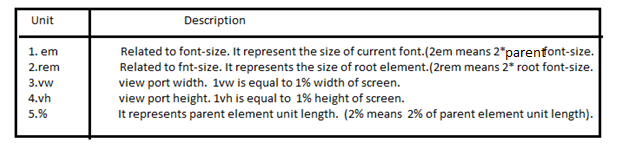 Unit Description
1. em Related to font-size. It represent the size of current font.(2em means 2*parentfont-size.
2.rem Related to fnt-size. It represents the size of root element.(2rem means 2* root font-size.
3.vw view port width. 1vw is equal to 1% width of screen.
4.vh view port height. 1vh is equal to 1% height of screen.
5.% It represents parent element unit length. (2% means 2% of parent element unit length).